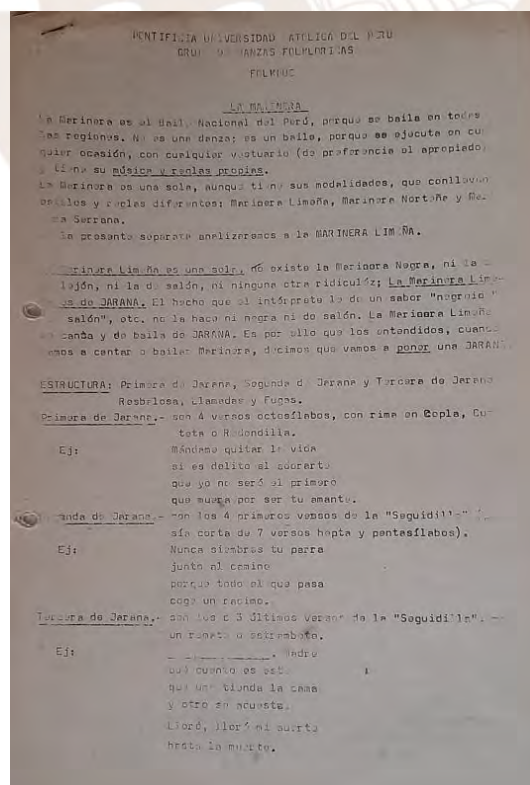 PONTIFICIA UNIVERSIDAD CATOLICA DEL PERU
GRUPO DE DANZAS FOLKLORICAS
FOLKLORE
LA MARINERA
La Marinera es el Baile Nacional del Perú, porque se baila en todas
las regiones. No es una danza; es un baile, porque se ejecuta en cu
quier ocasión, con cualquier vestuario (de preferencia el apropiado
y tiene su música y reglas propias.
La Marinera es una sola, aunque tiene sus modalidades, que conllevan
estilos y reglas diferentes: Marinera Limeña, Marinera Norteña y Ma-
Serrana.
la presente separata analizaremos a la MARINERA LIMEÑA.
Marinera Limeña es una sola, no existe la Marinera Negra, ni la
lejón, ni la de salón, ni ninguna otra ridiculéz; La Marinera Lime
es de JARANA. El hecho que el intérprete le de un sabor "negroide"
salón", etc. no la hace ni negra ni de salón. La Marinera Limeña
canta y de baila de JARANA. Es por ello que los entendidos, cuand
vamos a cantar o bailar Marinera, decimos que vamos a poner una JARANA
ESTRUCTURA: Primera de Jarana, Segunda de Jarana y Tercera de Jarana
Resbalosa, Llamadas y Fugas.
Primera de Jarana.- son 4 versos octosílabos, con rima en Copla, Cu-
teta o Redondilla.
Ej: Mándame quitar la vida
si es delito el adorarte
que yo no seré el primero
que muera por ser tu amante.
Segunda de Jarana.- son los 4 primeros versos de la "Seguidilla"
sía corta de 7 versos hepta y pentasílabos).
Ej: Nunca siembres tu parra
junto al camino
porque todo el que pasa
coge un racimo.
Tercera de Jarana.- son los 3 últimos versos de la "Seguidilla".
un remate o estrambote.
Ej: madre
qué cuento es este
que uno tienda la cama
y otro se acueste.
Lloré, lloré mi suerte
hasta la muerte.